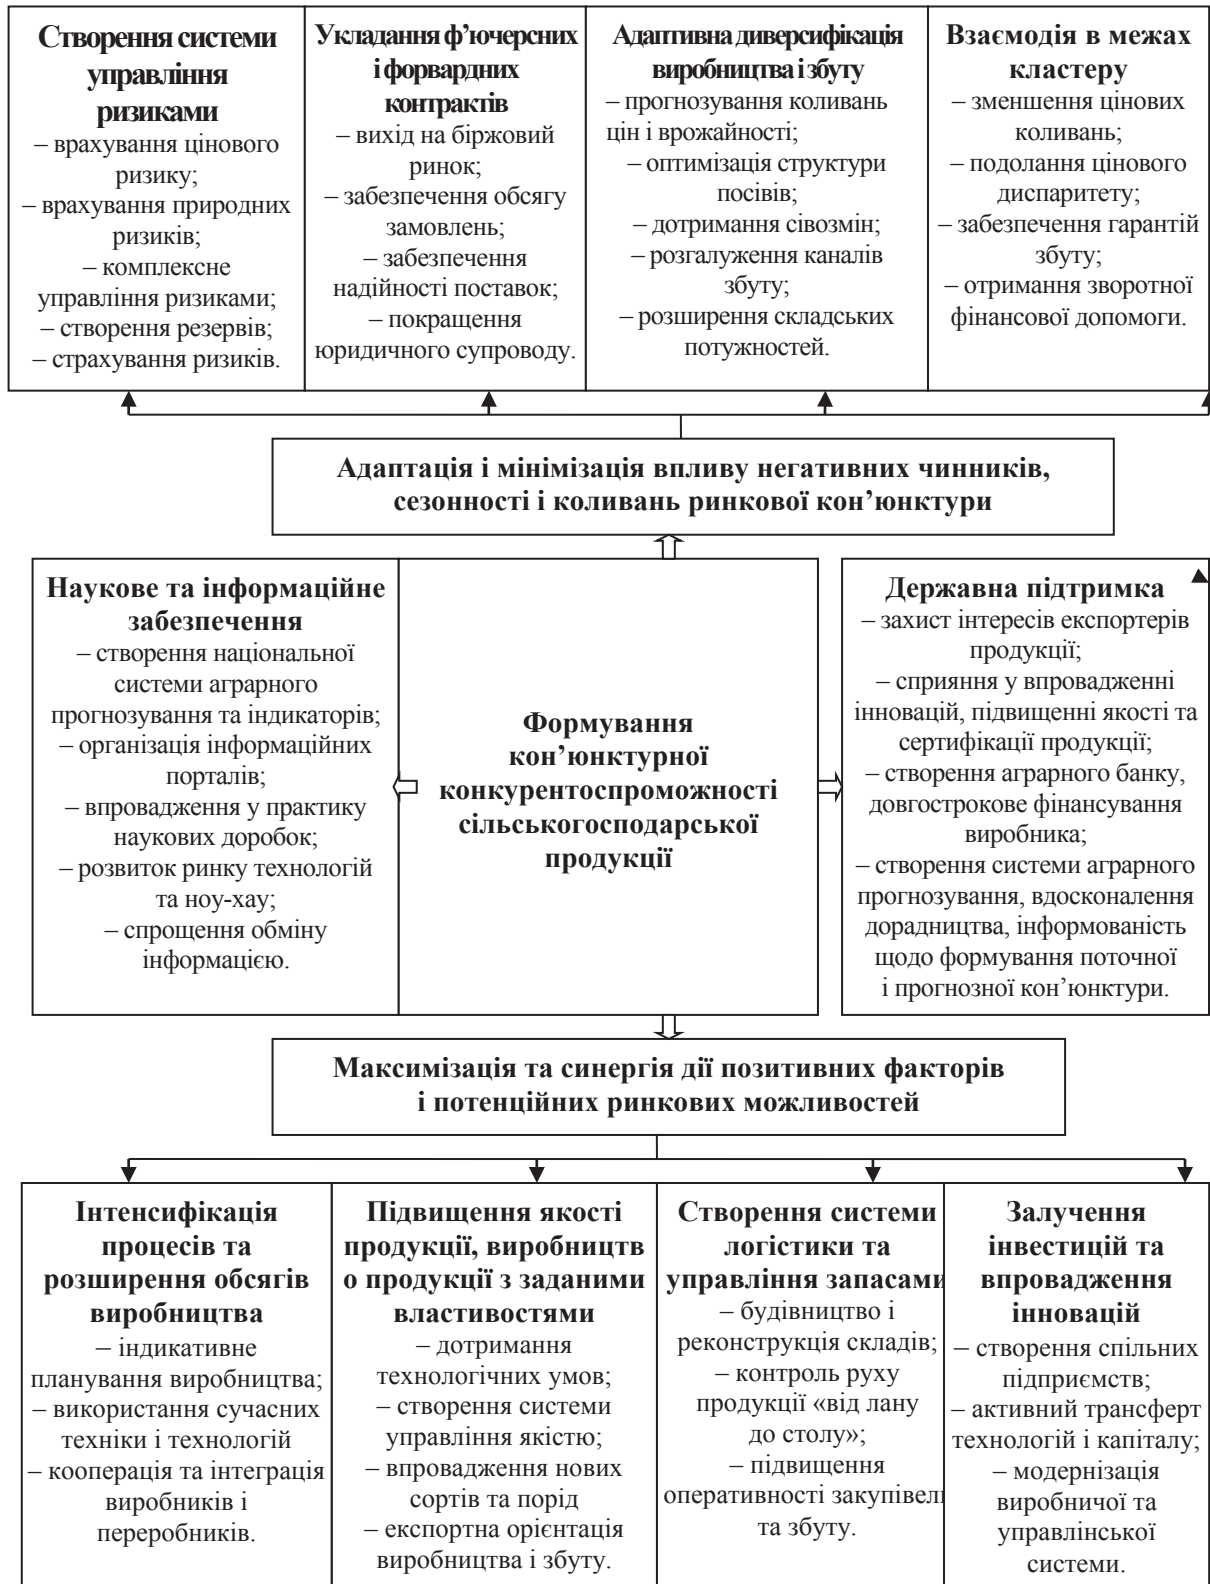 Створення системи
управління
ризиками
– врахування цінового
ризику;
– врахування природних
ризиків;
– комплексне
управління ризиками;
– створення резервів;
– страхування ризиків.
Укладання ф’ючерсних
і форвардних
контрактів
– вихід на біржовий
ринок;
– забезпечення обсягу
замовлень;
– забезпечення
надійності поставок;
– покращення
юридичного супроводу.
Адаптивна диверсифікація
виробництва і збуту
– прогнозування коливань
цін і врожайності;
– оптимізація структури
посівів;
– дотримання сівозмін;
– розгалуження каналів
збуту;
– розширення складських
потужностей.
Взаємодія в межах
кластеру
– зменшення цінових
коливань;
– подолання цінового
диспаритету;
– забезпечення гарантій
збуту;
– отримання зворотної
фінансової допомоги.
Адаптація і мінімізація впливу негативних чинників,
сезонності і коливань ринкової кон’юнктури
Наукове та інформаційне
забезпечення
– створення національної
системи аграрного
прогнозування та індикаторів;
– організація інформаційних
порталів;
– впровадження у практику
наукових доробок;
– розвиток ринку технологій
та ноу-хау;
– спрощення обміну
інформацією.
Формування
кон’юнктурної
конкурентоспроможності
сільськогосподарської
продукції
Державна підтримка
– захист інтересів експортерів
продукції;
– сприяння у впровадженні
інновацій, підвищенні якості та
сертифікації продукції;
– створення аграрного банку,
довгострокове фінансування
виробника;
– створення системи аграрного
прогнозування, вдосконалення
дорадництва, інформованість
щодо формування поточної
і прогнозної кон’юнктури.
Максимізація та синергія дії позитивних факторів
і потенційних ринкових можливостей
Інтенсифікація
процесів та
розширення обсягів
виробництва
– індикативне
планування виробництва;
– використання сучасних
техніки і технологій
– кооперація та інтеграція
виробників і
переробників.
Підвищення якості
продукції, виробництв
о продукції з заданими
властивостями
– дотримання
технологічних умов;
– створення системи
управління якістю;
– впровадження нових
сортів та порід
– експортна орієнтація
виробництва і збуту.
Створення системи
логістики та
управління запасами
– будівництво і
реконструкція складів;
– контроль руху
продукції «від лану
до столу»;
– підвищення
оперативності закупівель
та збуту.
Залучення
інвестицій та
впровадження
інновацій
– створення спільних
підприємств;
– активний трансферт
технологій і капіталу;
– модернізація
виробничої та
управлінської
системи.